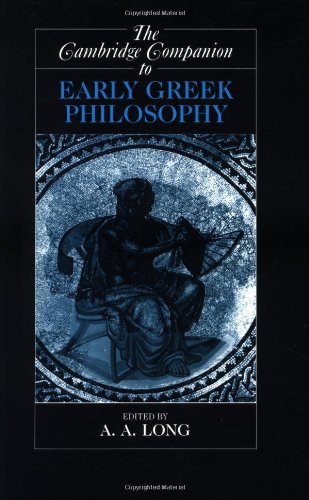 The
Cambridge Companion
to
EARLY GREEK
PHILOSOPHY
EDITED BY
A. A. LONG